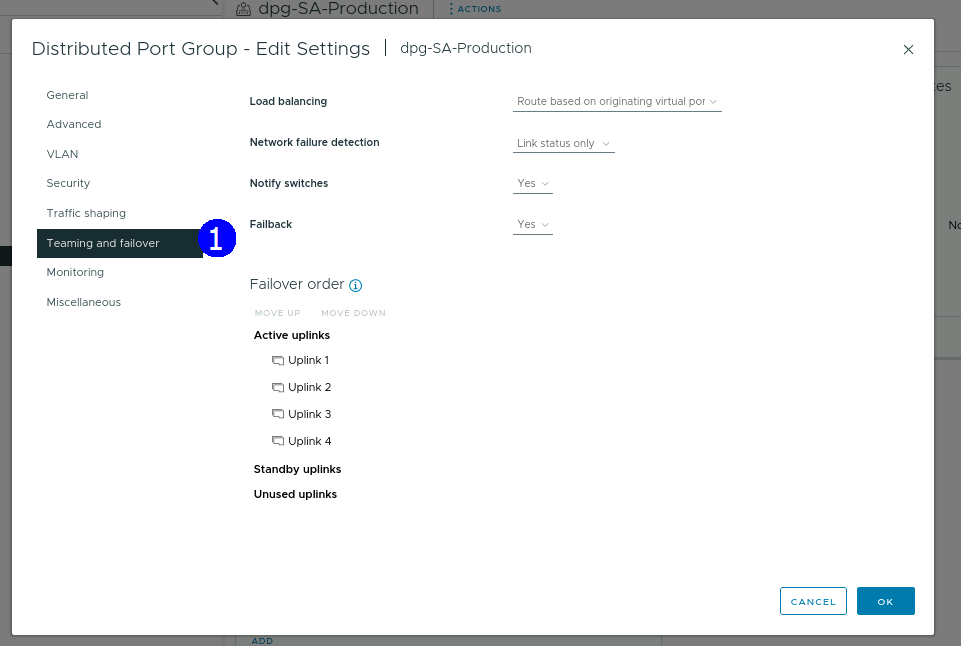 dpg-SA-Production
ACTIONS
Distributed Port Group - Edit Settings | dpg-SA-Production
General
Advanced
VLAN
Security
Traffic shaping
Teaming and failover
1
Monitoring
Miscellaneous
Load balancing
Route based on originating virtual por
Network failure detection
Link status only
Notify switches
Yes
Failback
Yes
Failover order
MOVE UP
MOVE DOWN
Active uplinks
Uplink 1
Uplink 2
Uplink 3
Uplink 4
Standby uplinks
Unused uplinks
CANCEL
OK
ADD